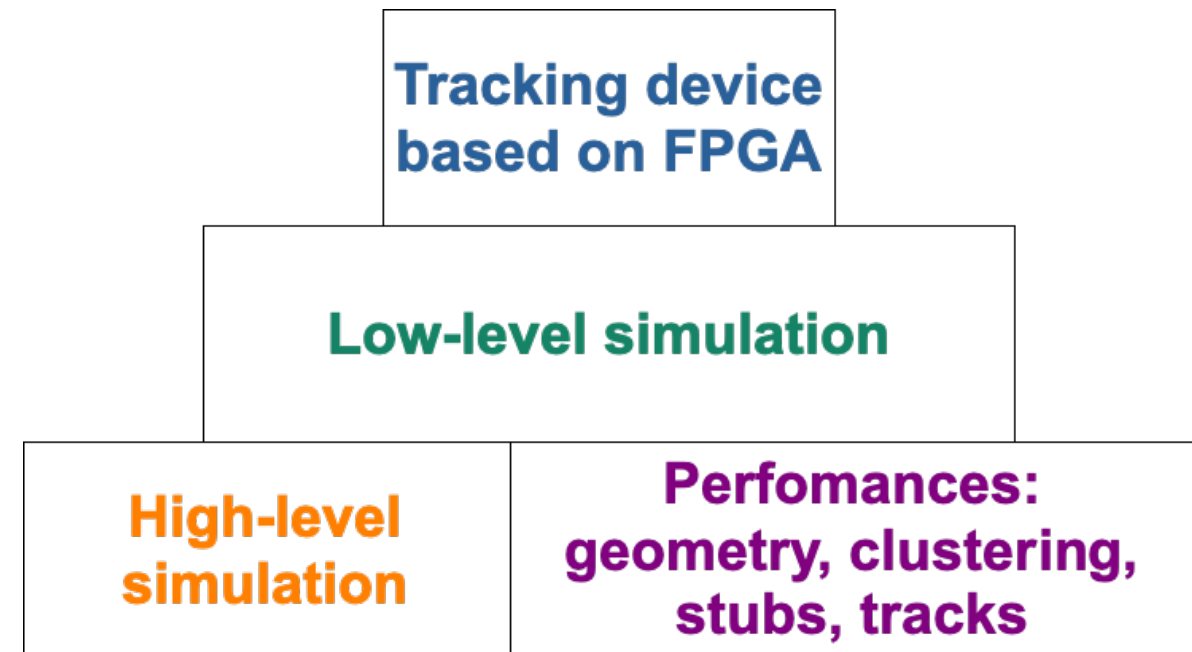 Tracking device
based on FPGA
Low-level simulation
High-level
simulation
Perfomances:
geometry, clustering,
stubs, tracks